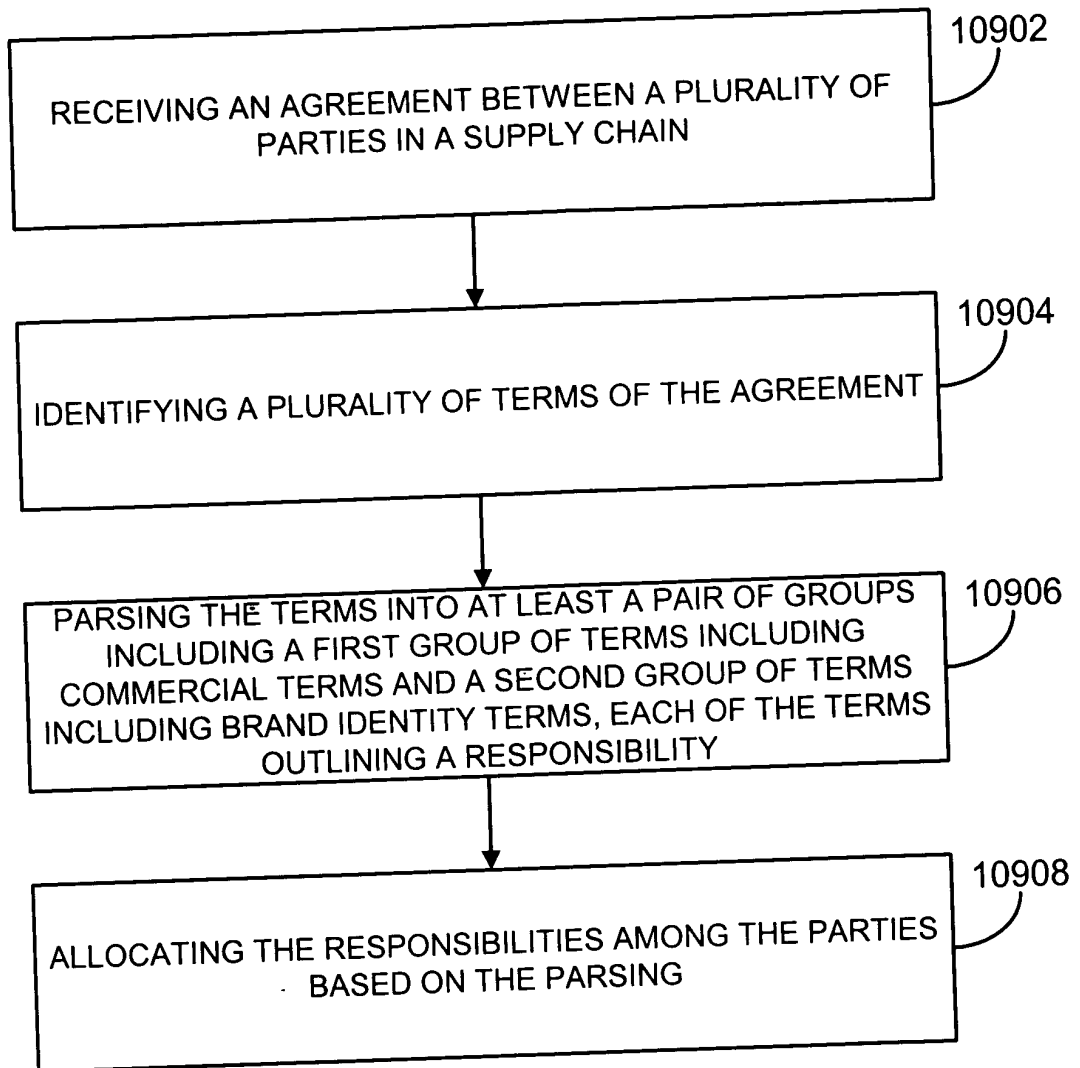 10902
RECEIVING AN AGREEMENT BETWEEN A PLURALITY OF
PARTIES IN A SUPPLY CHAIN
10904
IDENTIFYING A PLURALITY OF TERMS OF THE AGREEMENT
10906
PARSING THE TERMS INTO AT LEAST A PAIR OF GROUPS
INCLUDING A FIRST GROUP OF TERMS INCLUDING
COMMERCIAL TERMS AND A SECOND GROUP OF TERMS
INCLUDING BRAND IDENTITY TERMS, EACH OF THE TERMS
OUTLINING A RESPONSIBILITY
10908
ALLOCATING THE RESPONSIBILITIES AMONG THE PARTIES
BASED ON THE PARSING